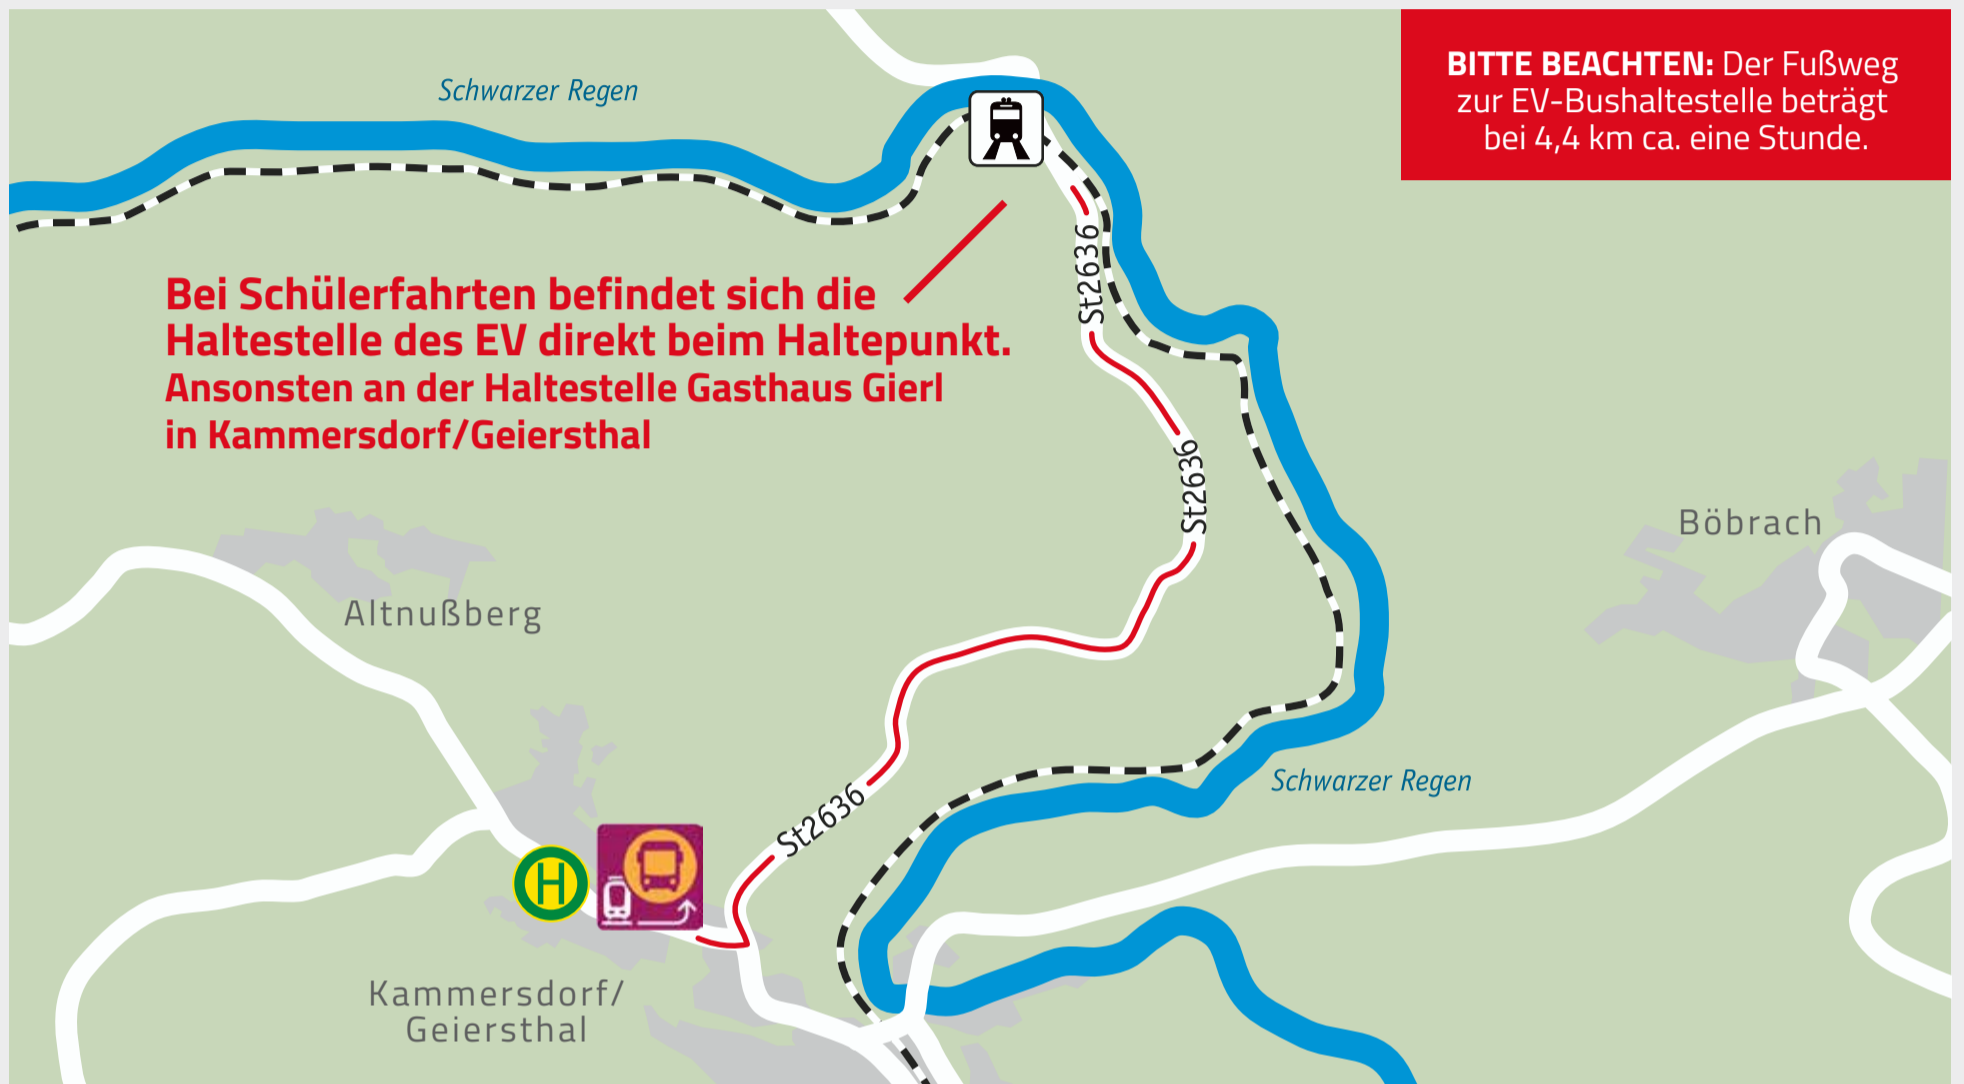 Schwarzer Regen
BITTE BEACHTEN: Der Fußweg
zur EV-Bushaltestelle beträgt
bei 4,4 km ca. eine Stunde.
St2636
Bei Schülerfahrten befindet sich die
Haltestelle des EV direkt beim Haltepunkt.
Ansonsten an der Haltestelle Gasthaus Gierl
in Kammersdorf/Geiersthal
St2636
Böbrach
Altnußberg
Schwarzer Regen
St2636
H
Kammersdorf/
Geiersthal